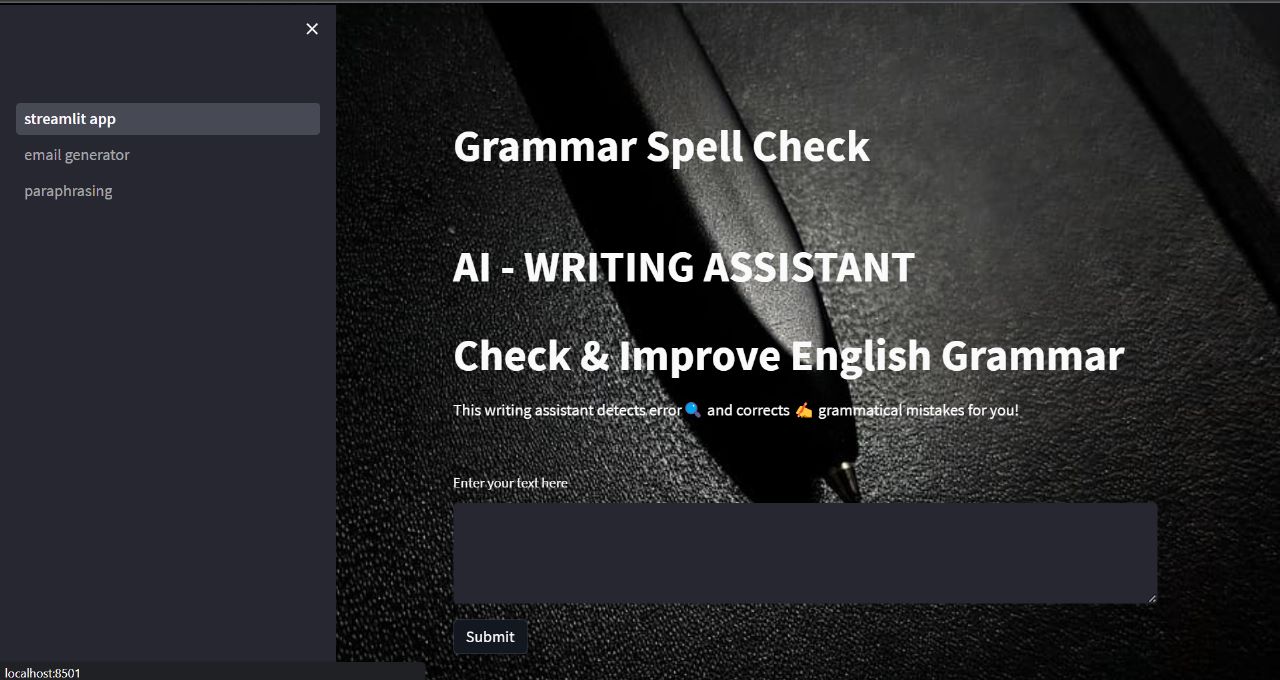 streamlit app
email generator
paraphrasing
Grammar Spell Check
AI - WRITING ASSISTANT
Check & Improve English Grammar
This writing assistant detects error🔍 and corrects ✍️ grammatical mistakes for you!
Enter your text here
Submit
localhost:8501